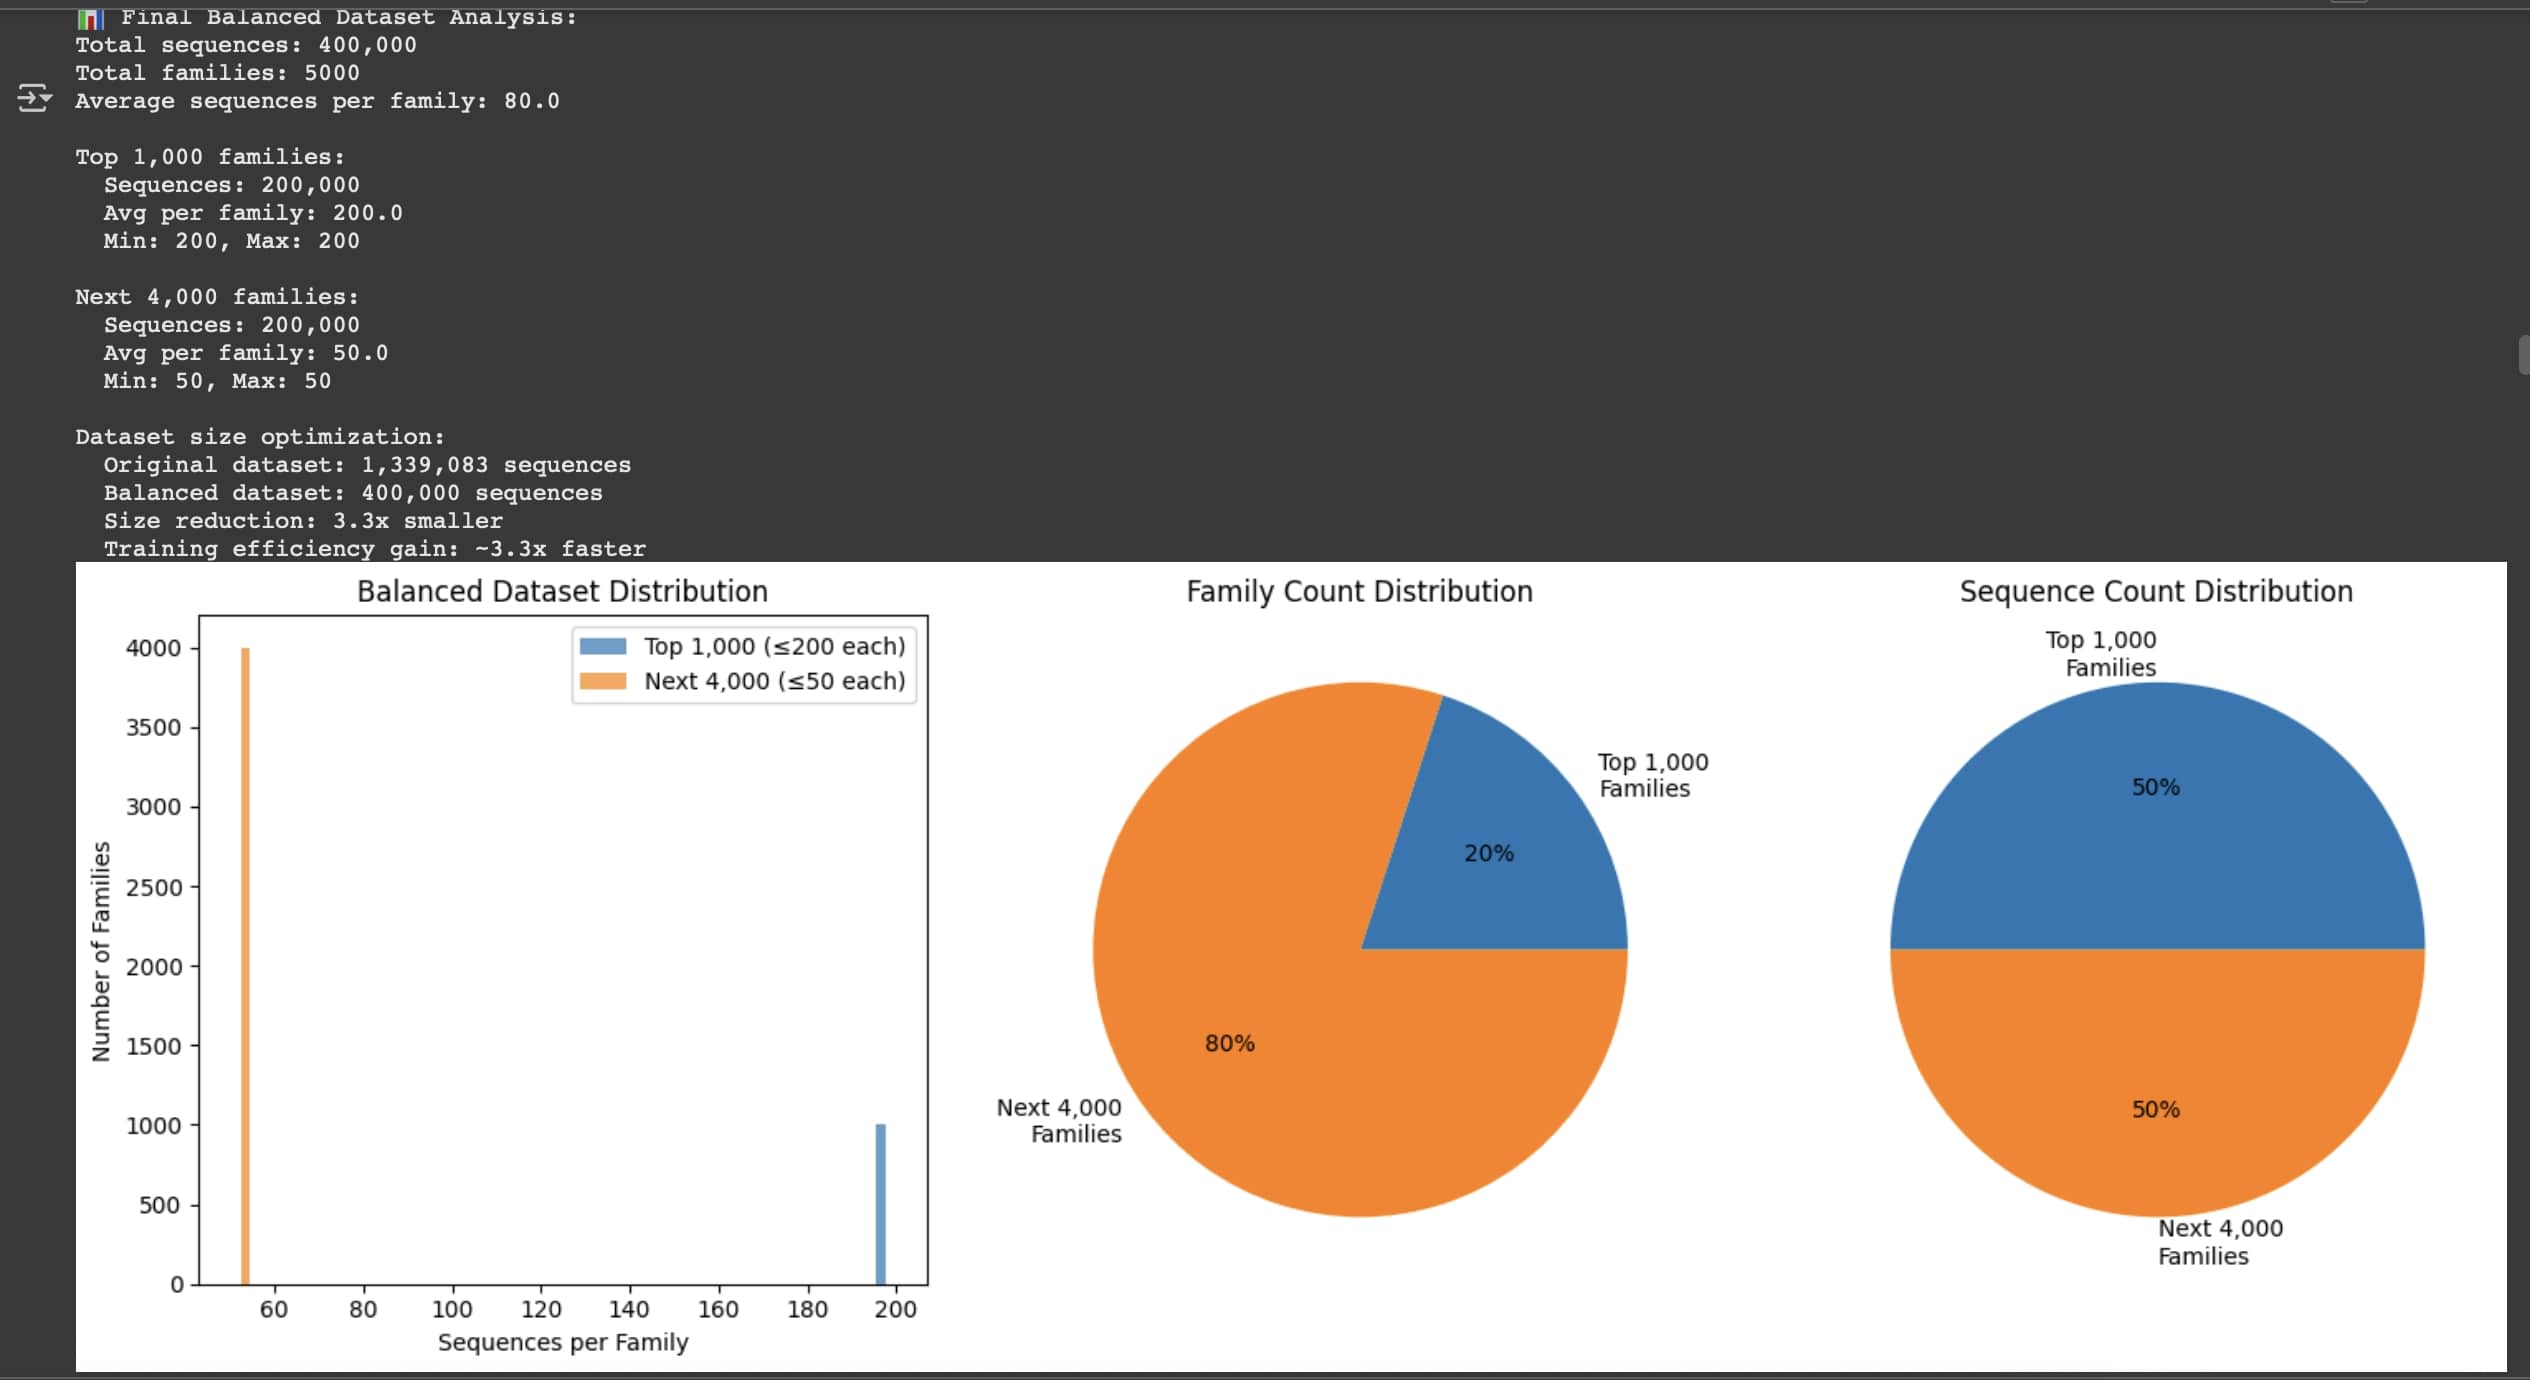 Final Balanced Dataset Analysis:
Total sequences: 400,000
Total families: 5000
Average sequences per family: 80.0
Top 1,000 families:
Sequences: 200,000
Avg per family: 200.0
Min: 200, Max: 200
Next 4,000 families:
Sequences: 200,000
Avg per family: 50.0
Min: 50, Max: 50
Dataset size optimization:
Original dataset: 1,339,083 sequences
Balanced dataset: 400,000 sequences
Size reduction: 3.3x smaller
Training efficiency gain: ~3.3x faster
Balanced Dataset Distribution
Top 1,000 (≤200 each)
Next 4,000 (≤50 each)
4000
3500
3000
2500
2000
1500
1000
500
0
Number of Families
60 80 100 120 140 160 180 200
Sequences per Family
Family Count Distribution
Top 1,000
Families
20%
80%
Next 4,000
Families
Sequence Count Distribution
Top 1,000
Families
50%
50%
Next 4,000
Families